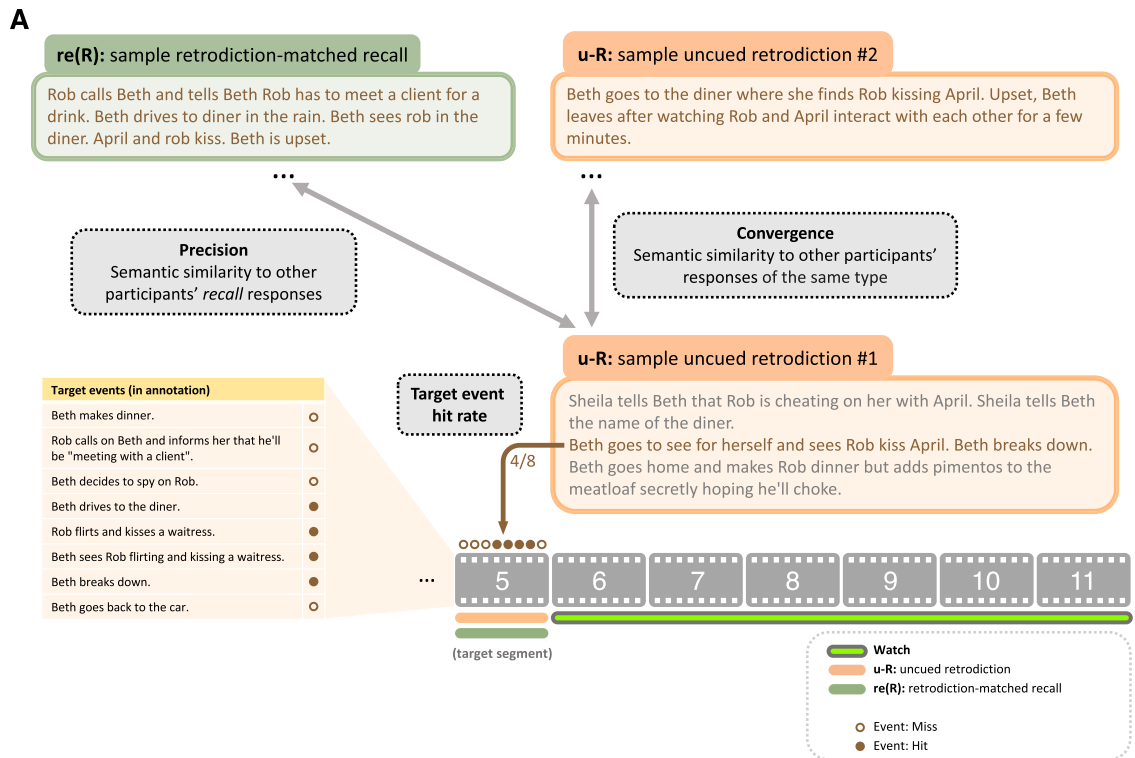 A
re(R): sample retrodiction-matched recall
Rob calls Beth and tells Beth Rob has to meet a client for a
drink. Beth drives to diner in the rain. Beth sees rob in the
diner. April and rob kiss. Beth is upset.
...
u-R: sample uncued retrodiction #2
Beth goes to the diner where she finds Rob kissing April. Upset, Beth
leaves after watching Rob and April interact with each other for a few
minutes.
...
Precision
Semantic similarity to other
participants’ recall responses
Convergence
Semantic similarity to other participants’
responses of the same type
u-R: sample uncued retrodiction #1
Sheila tells Beth that Rob is cheating on her with April. Sheila tells Beth
the name of the diner.
Beth goes to see for herself and sees Rob kiss April. Beth breaks down.
Beth goes home and makes Rob dinner but adds pimentos to the
meatloaf secretly hoping he'll choke.
Target event
hit rate
4/8
Target events (in annotation)
Beth makes dinner.
Rob calls on Beth and informs her that he'll
be "meeting with a client".
Beth decides to spy on Rob.
Beth drives to the diner.
Rob flirts and kisses a waitress.
Beth sees Rob flirting and kissing a waitress.
Beth breaks down.
Beth goes back to the car.
...
5 6 7 8 9 10 11
(target segment)
Watch
u-R: uncued retrodiction
re(R): retrodiction-matched recall
Event: Miss
Event: Hit